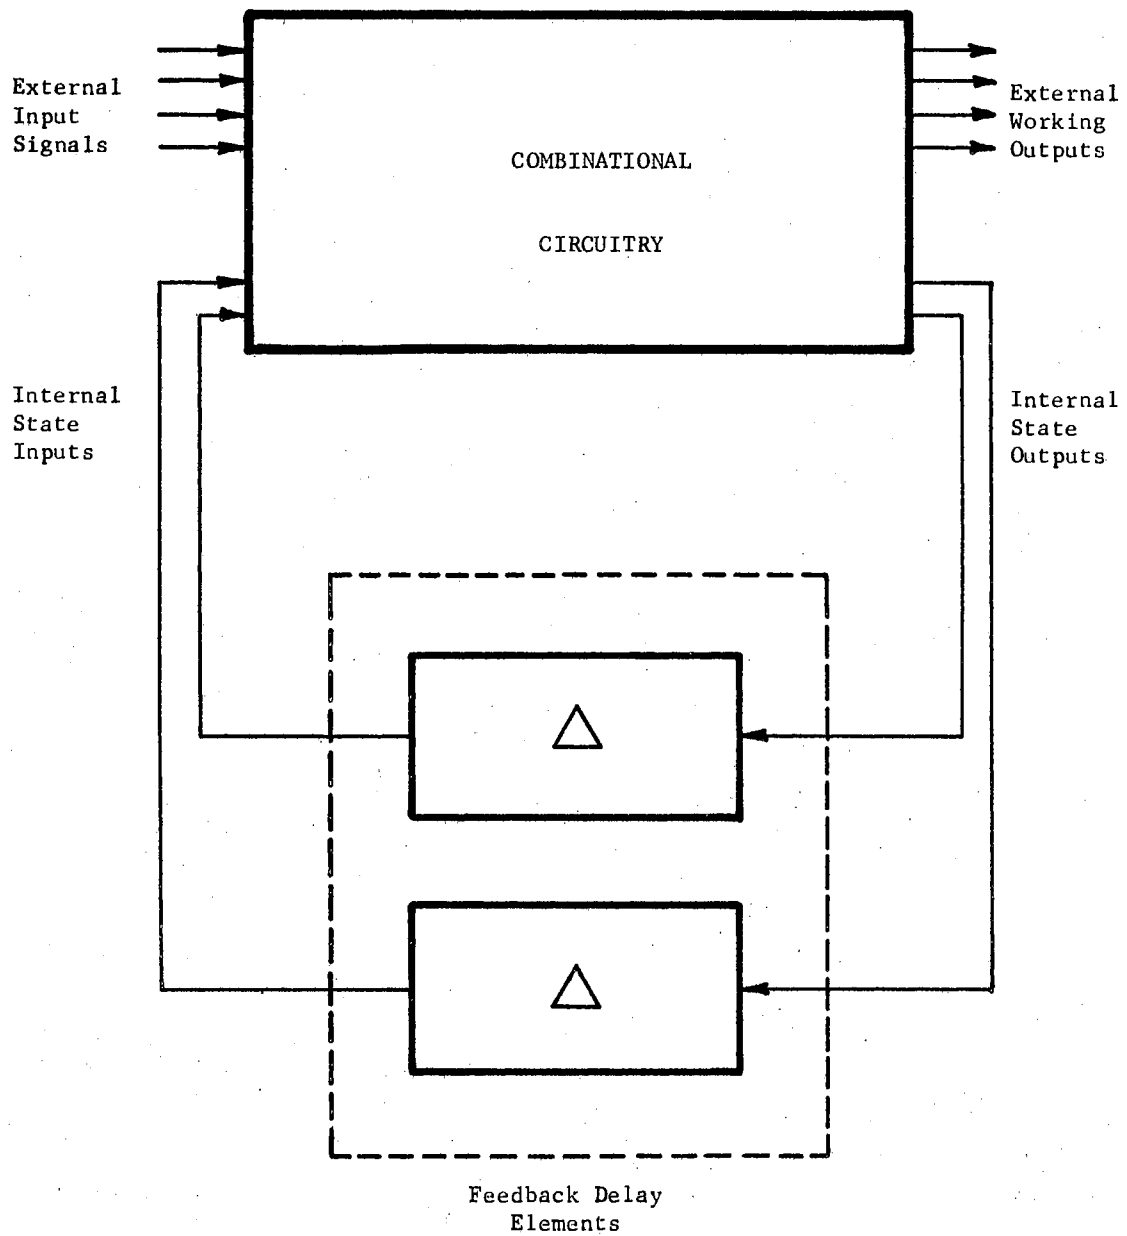 External
Input
Signals
COMBINATIONAL
CIRCUITRY
External
Working
Outputs
Internal
State
Inputs
Internal
State
Outputs
△
△
Feedback Delay
Elements